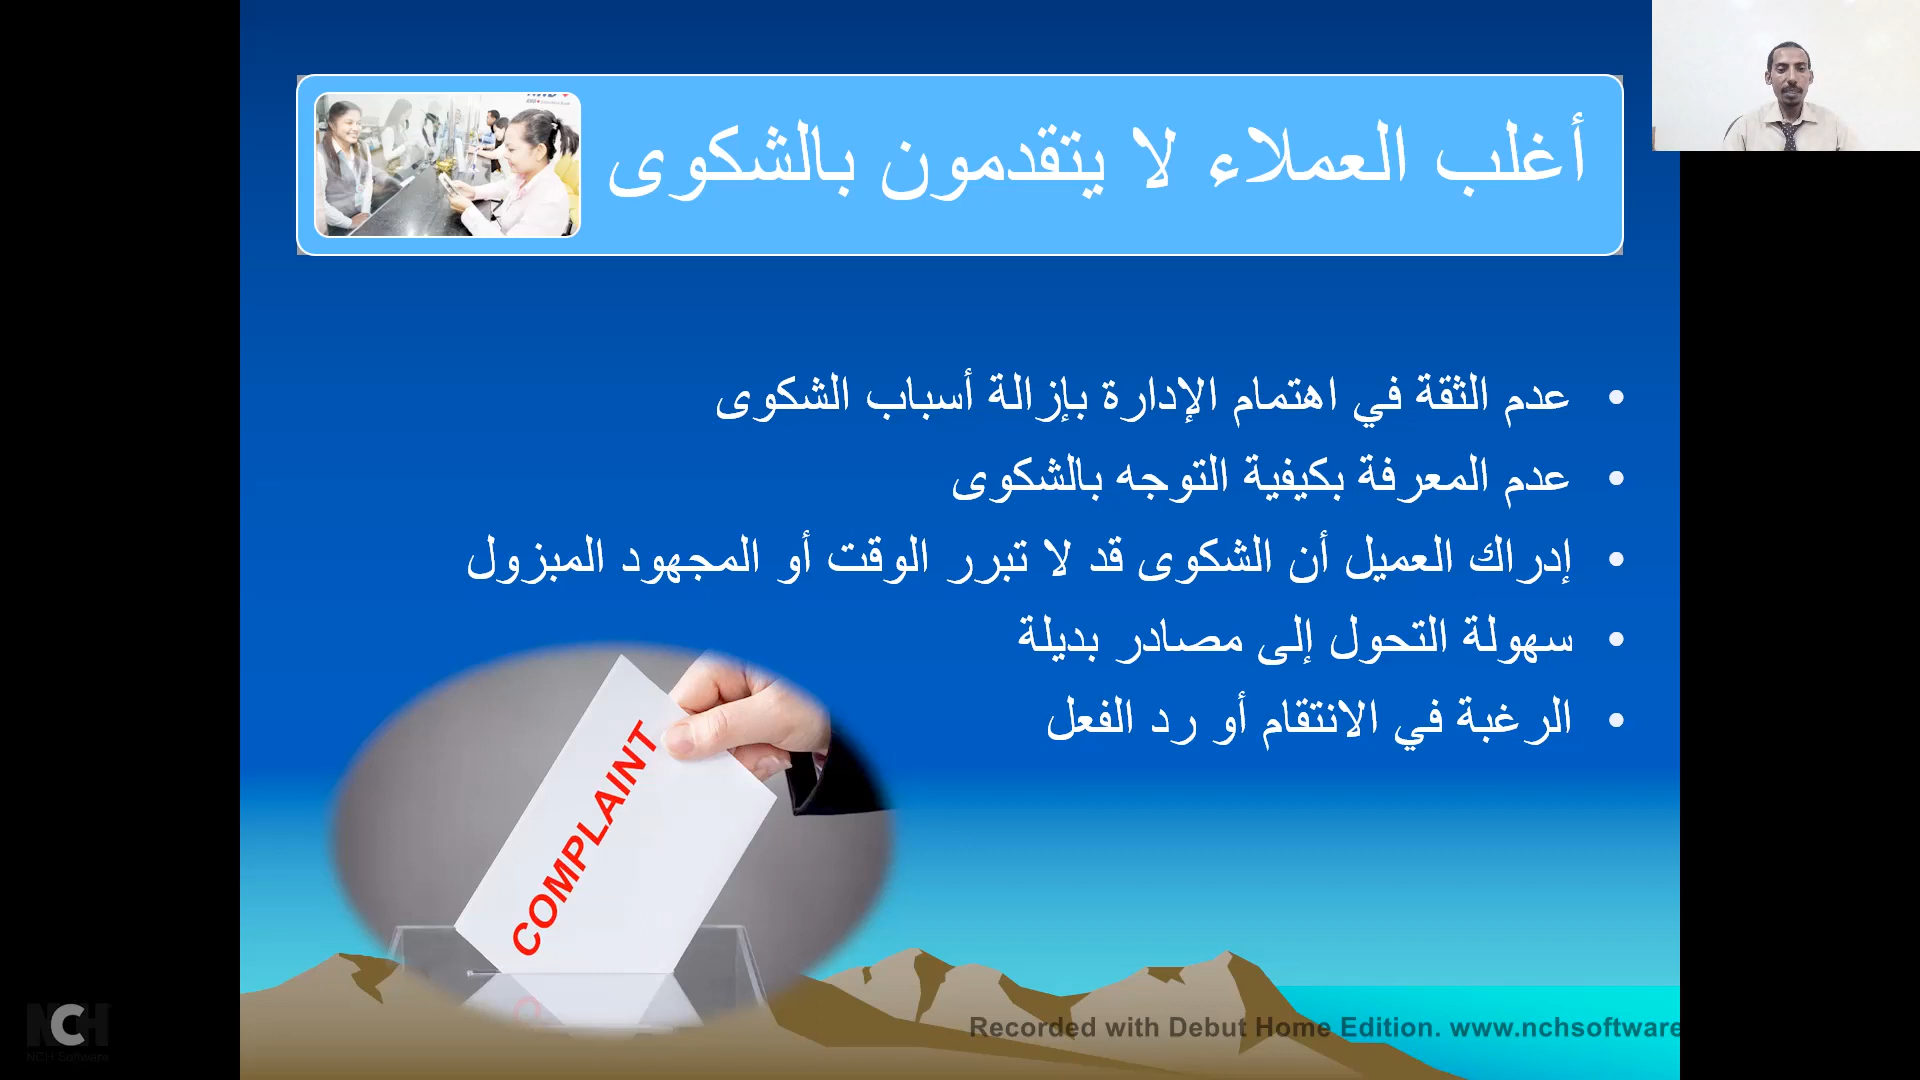 أغلب العملاء لا يتقدمون بالشكوى
• عدم الثقة في اهتمام الإدارة بإزالة أسباب الشكوى
• عدم المعرفة بكيفية التوجه بالشكوى
• إدراك العميل أن الشكوى قد لا تبرر الوقت أو المجهود المبزول
• سهولة التحول إلى مصادر بديلة
• الرغبة في الانتقام أو رد الفعل
COMPLAINT
NCH
NCH Software
Recorded with Debut Home Edition. www.nchsoftware